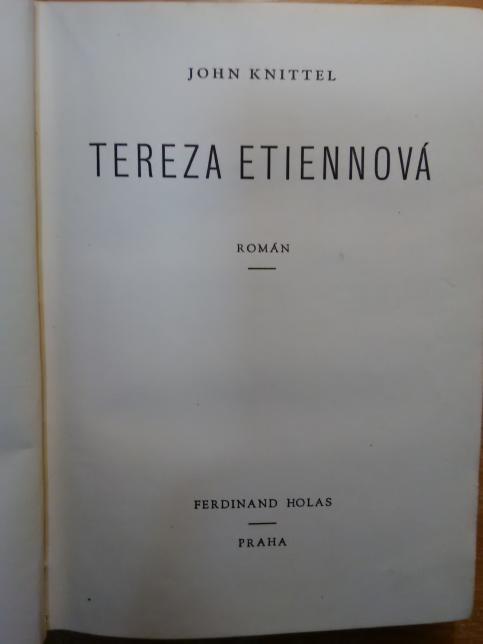 JOHN KNITTEL
TEREZA ETIENNOVÁ
ROMÁN
FERDINAND HOLAS
PRAHA